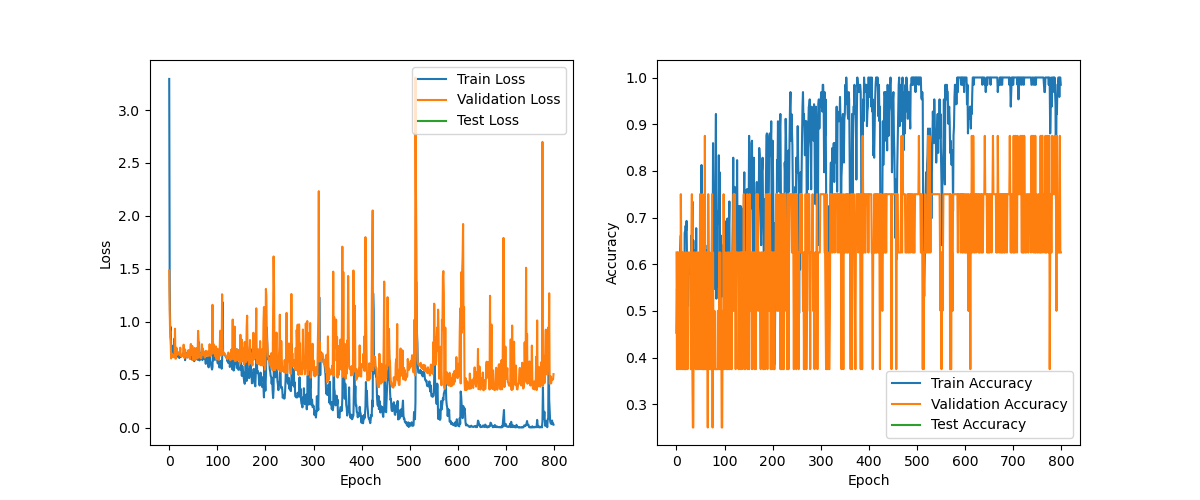 Train Loss
Validation Loss
Test Loss
3.0
2.5
2.0
1.5
1.0
0.5
0.0
Loss
0 100 200 300 400 500 600 700 800
Epoch
1.0
0.9
0.8
0.7
0.6
0.5
0.4
0.3
Accuracy
Train Accuracy
Validation Accuracy
Test Accuracy
0 100 200 300 400 500 600 700 800
Epoch